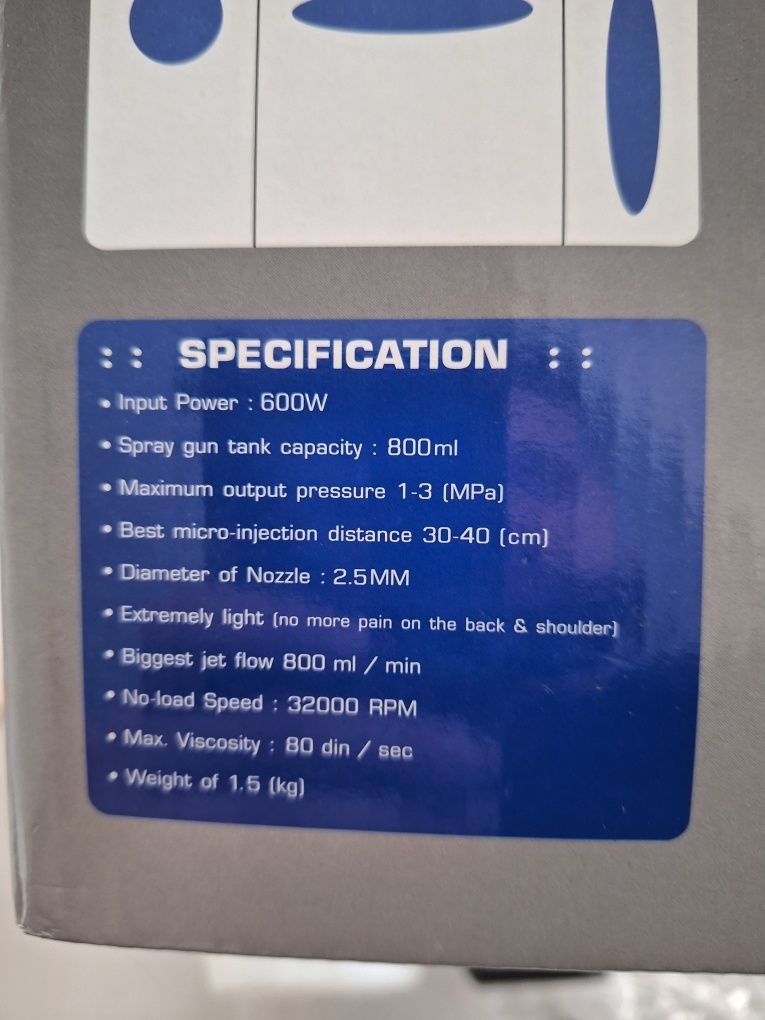 : : SPECIFICATION : :
• Input Power : 600W
• Spray gun tank capacity : 800ml
• Maximum output pressure 1-3 (MPa)
• Best micro-injection distance 30-40 (cm)
• Diameter of Nozzle : 2.5MM
• Extremely light (no more pain on the back & shoulder)
• Biggest jet flow 800 ml / min
• No-load Speed : 32000 RPM
• Max. Viscosity : 80 din / sec
• Weight of 1.5 (kg)